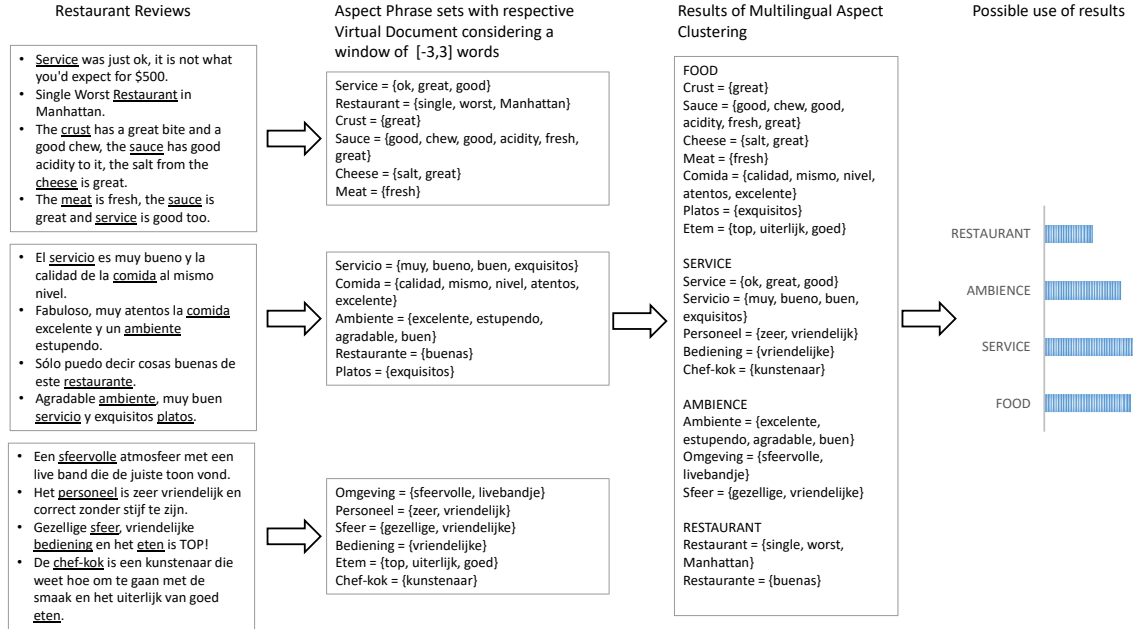 Restaurant Reviews
• Service was just ok, it is not what
you'd expect for $500.
• Single Worst Restaurant in
Manhattan.
• The crust has a great bite and a
good chew, the sauce has good
acidity to it, the salt from the
cheese is great.
• The meat is fresh, the sauce is
great and service is good too.
• El servicio es muy bueno y la
calidad de la comida al mismo
nivel.
• Fabuloso, muy atentos la comida
excelente y un ambiente
estupendo.
• Sólo puedo decir cosas buenas de
este restaurante.
• Agradable ambiente, muy buen
servicio y exquisitos platos.
• Een sfeervolle atmosfeer met een
live band die de juiste toon vond.
• Het personeel is zeer vriendelijk en
correct zonder stijf te zijn.
• Gezellige sfeer, vriendelijke
bediening en het eten is TOP!
• De chef-kok is een kunstenaar die
weet hoe om te gaan met de
smaak en het uiterlijk van goed
eten.
Aspect Phrase sets with respective
Virtual Document considering a
window of [-3,3] words
Service = {ok, great, good}
Restaurant = {single, worst, Manhattan}
Crust = {great}
Sauce = {good, chew, good, acidity, fresh,
great}
Cheese = {salt, great}
Meat = {fresh}
Servicio = {muy, bueno, buen, exquisitos}
Comida = {calidad, mismo, nivel, atentos,
excelente}
Ambiente = {excelente, estupendo,
agradable, buen}
Restaurante = {buenas}
Platos = {exquisitos}
Omgeving = {sfeervolle, livebandje}
Personeel = {zeer, vriendelijk}
Sfeer = {gezellige, vriendelijke}
Bediening = {vriendelijke}
Etem = {top, uiterlijk, goed}
Chef-kok = {kunstenaar}
Results of Multilingual Aspect
Clustering
FOOD
Crust = {great}
Sauce = {good, chew, good,
acidity, fresh, great}
Cheese = {salt, great}
Meat = {fresh}
Comida = {calidad, mismo, nivel,
atentos, excelente}
Platos = {exquisitos}
Etem = {top, uiterlijk, goed}
SERVICE
Service = {ok, great, good}
Servicio = {muy, bueno, buen,
exquisitos}
Personeel = {zeer, vriendelijk}
Bediening = {vriendelijke}
Chef-kok = {kunstenaar}
AMBIENCE
Ambiente = {excelente,
estupendo, agradable, buen}
Omgeving = {sfeervolle,
livebandje}
Sfeer = {gezellige, vriendelijke}
RESTAURANT
Restaurant = {single, worst,
Manhattan}
Restaurante = {buenas}
Possible use of results
RESTAURANT
AMBIENCE
SERVICE
FOOD